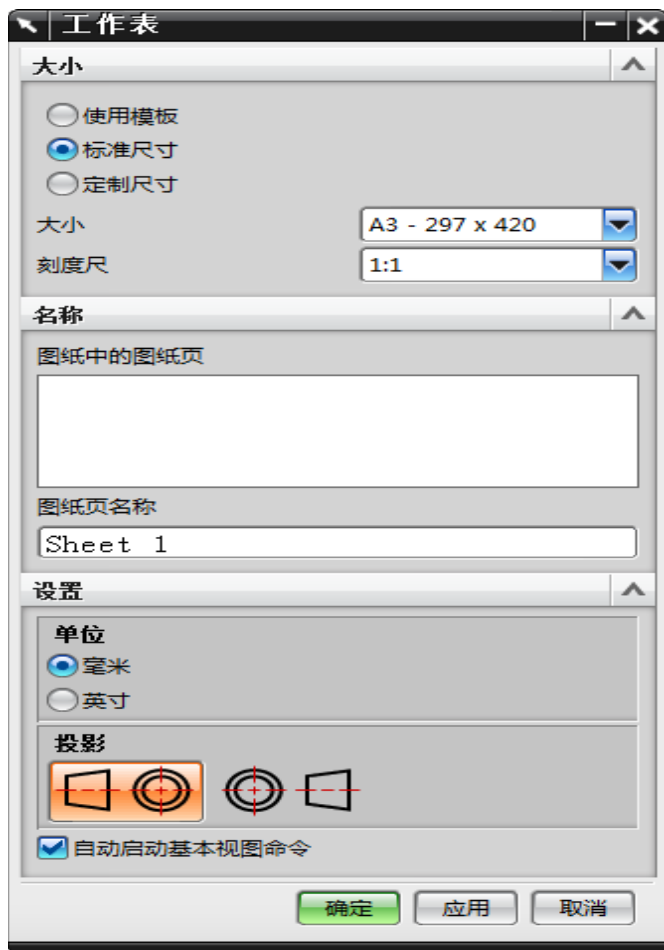 工作表
大小
使用模板
标准尺寸
定制尺寸
大小 A3 - 297 x 420
刻度尺 1:1
名称
图纸中的图纸页
图纸页名称
Sheet 1
设置
单位
毫米
英寸
投影
自动启动基本视图命令
确定 应用 取消